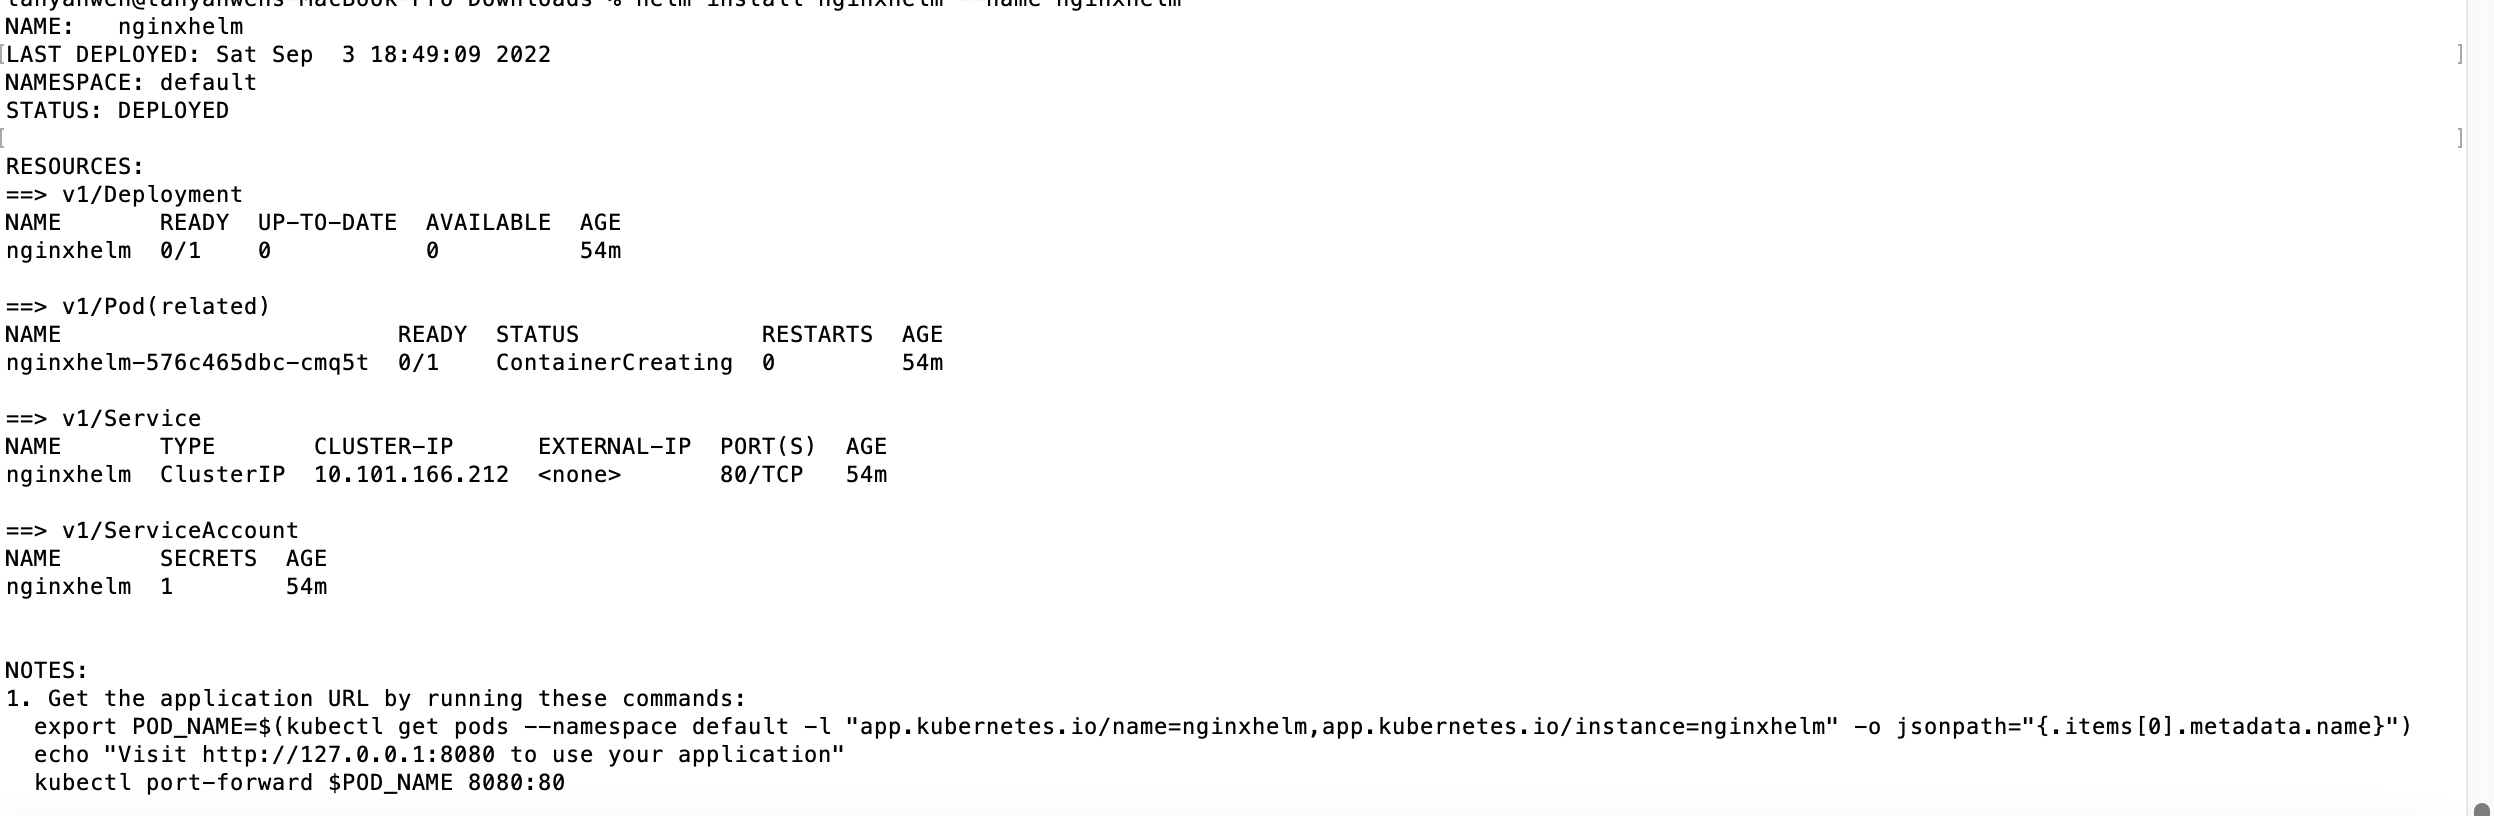 % helm install nginxhelm --name nginxhelm
NAME:   nginxhelm
[LAST DEPLOYED: Sat Sep  3 18:49:09 2022 ]
NAMESPACE: default
STATUS: DEPLOYED
[ ]
RESOURCES:
==> v1/Deployment
NAME       READY  UP-TO-DATE  AVAILABLE  AGE
nginxhelm  0/1    0           0          54m
==> v1/Pod(related)
NAME                        READY  STATUS             RESTARTS  AGE
nginxhelm-576c465dbc-cmq5t  0/1    ContainerCreating  0         54m
==> v1/Service
NAME       TYPE       CLUSTER-IP      EXTERNAL-IP  PORT(S)  AGE
nginxhelm  ClusterIP  10.101.166.212  <none>       80/TCP   54m
==> v1/ServiceAccount
NAME       SECRETS  AGE
nginxhelm  1        54m
NOTES:
1. Get the application URL by running these commands:
  export POD_NAME=$(kubectl get pods --namespace default -l "app.kubernetes.io/name=nginxhelm,app.kubernetes.io/instance=nginxhelm" -o jsonpath="{.items[0].metadata.name}")
  echo "Visit http://127.0.0.1:8080 to use your application"
  kubectl port-forward $POD_NAME 8080:80